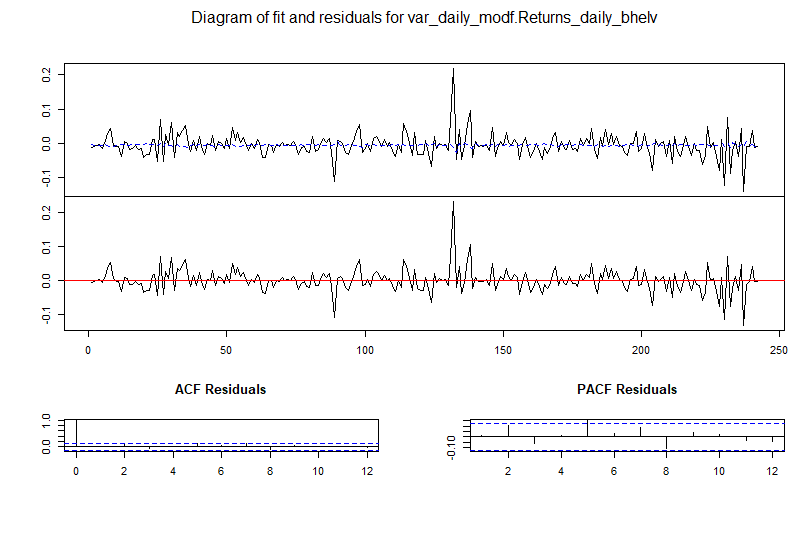 Diagram of fit and residuals for var_daily_modf.Returns_daily_bhelv
0.2
0.1
0.0
-0.1
0.2
0.1
0.0
-0.1
0 50 100 150 200 250
ACF Residuals PACF Residuals
1.0
0.0
-0.10
0 2 4 6 8 10 12
2 4 6 8 10 12